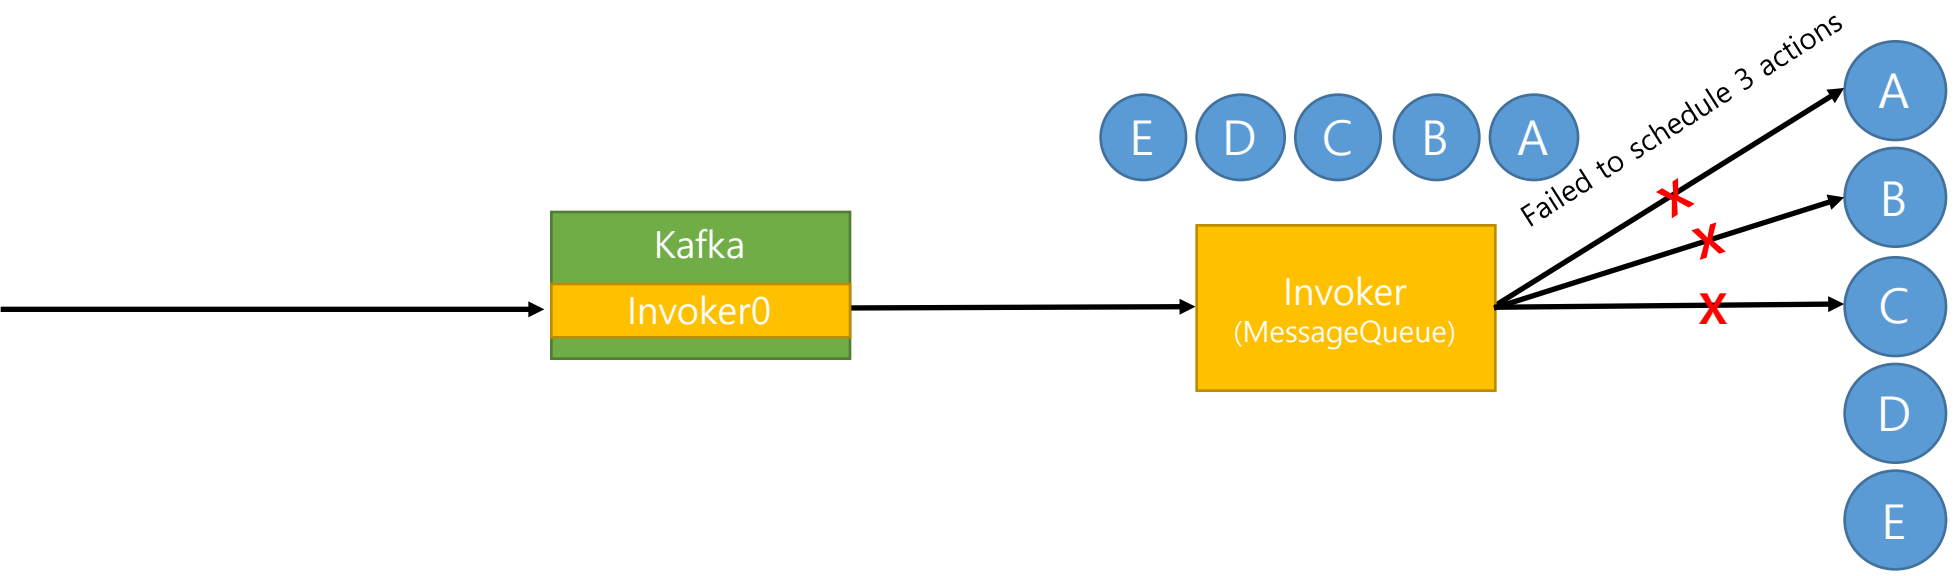 Kafka
Invoker0
E D C B A
Invoker
(MessageQueue)
Failed to schedule 3 actions
X
X
X
A
B
C
D
E